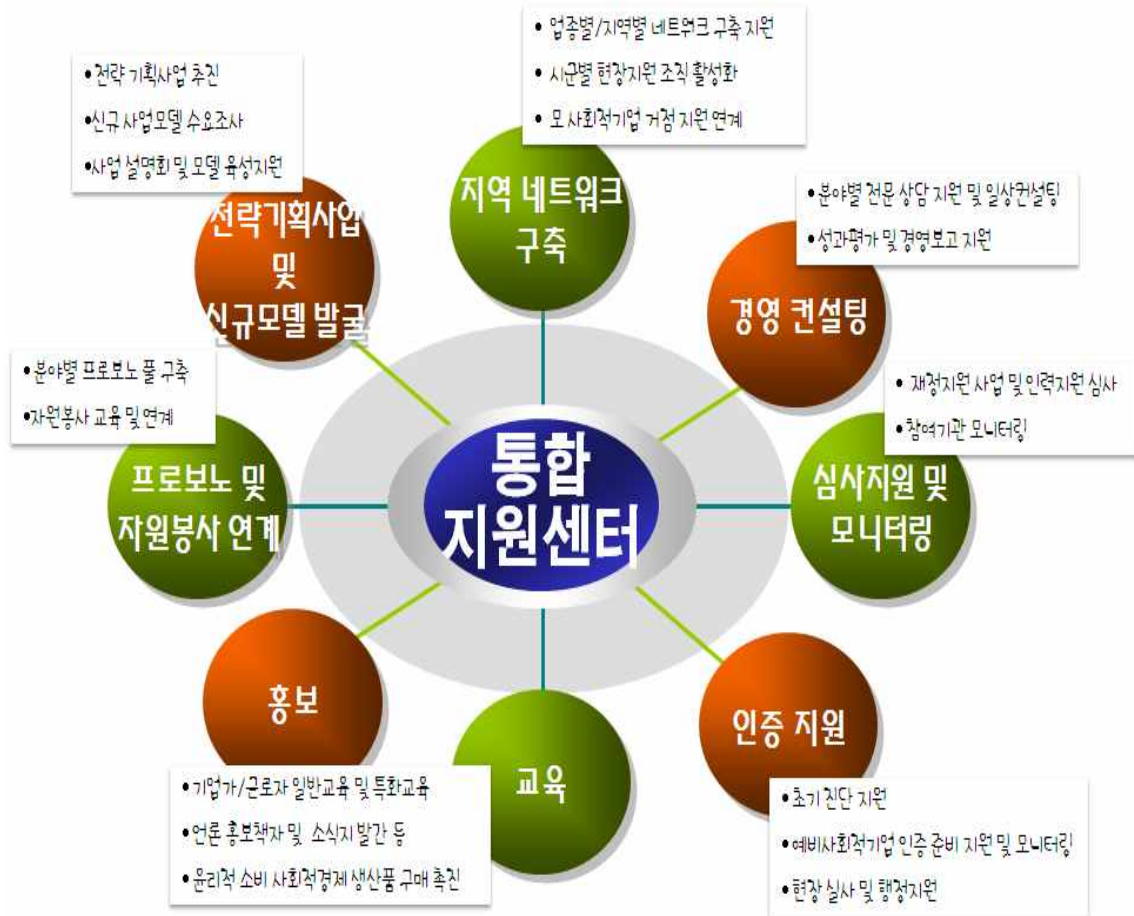 • 업종별/지역별 네트워크 구축 지원
• 시군별 현장지원 조직 활성화
• 모 사회적기업 거점 지원 연계
• 전략 기획사업 추진
• 신규 사업모델 수요조사
• 사업 설명회 및 모델 육성지원
지역 네트워크
구축
전략기획사업
및
신규모델 발굴
• 분야별 전문 상담 지원 및 일상컨설팅
• 성과평가 및 경영보고 지원
경영 컨설팅
• 분야별 프로보노 풀 구축
• 자원봉사 교육 및 연계
• 재정지원 사업 및 인력지원 심사
• 참여기관 모니터링
프로보노 및
자원봉사 연계
통합
지원센터
심사지원 및
모니터링
홍보
교육
인증 지원
• 기업가/근로자 일반교육 및 특화교육
• 언론 홍보책자 및 소식지 발간 등
• 윤리적 소비 사회적경제 생산품 구매 촉진
• 초기 진단 지원
• 예비사회적기업 인증 준비 지원 및 모니터링
• 현장 실사 및 행정지원